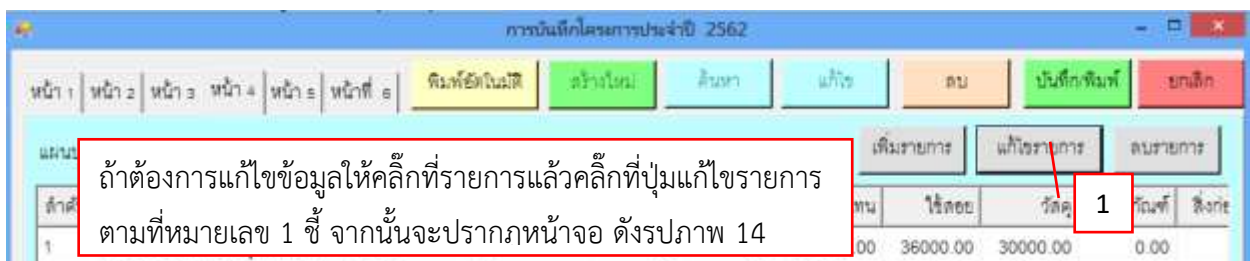 การบันทึกโครงการประจำปี 2562
หน้า 1 หน้า 2 หน้า 3 หน้า 4 หน้า 5 หน้าที่ 6 พิมพ์อัตโนมัติ สร้างใหม่ ค้นหา แก้ไข ลบ บันทึก/พิมพ์ ยกเลิก
เพิ่มรายการ แก้ไขรายการ ลบรายการ
ถ้าต้องการแก้ไขข้อมูลให้คลิ๊กที่รายการแล้วคลิ๊กที่ปุ่มแก้ไขรายการ
ตามที่หมายเลข 1 ชี้ จากนั้นจะปรากภหน้าจอ ดังรปภาพ 14
ใช้สอย วัสดุ 1
1 36000.00 30000.00 0.00